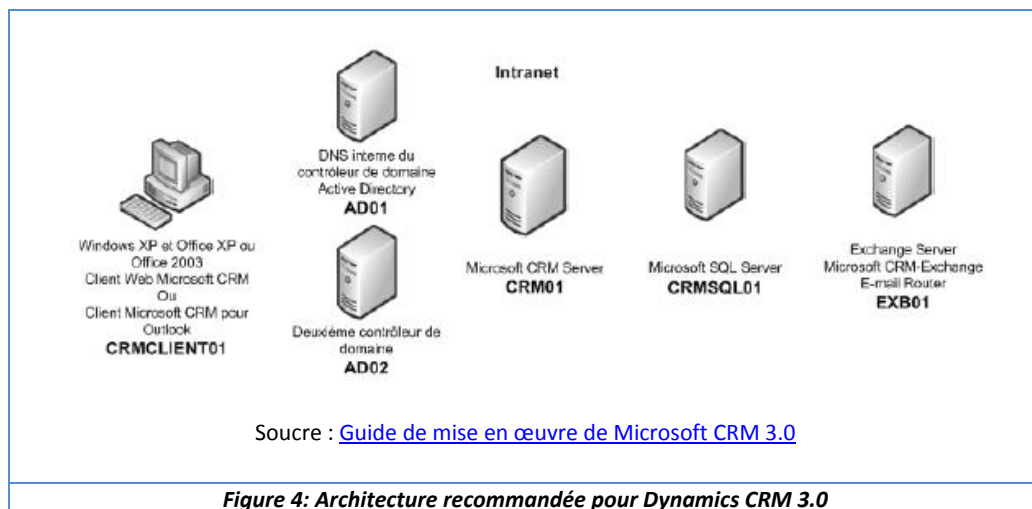 Intranet
DNS interne du
contrôleur de domaine
Active Directory
AD01
Windows XP et Office XP ou
Office 2003
Client Web Microsoft CRM
Ou
Client Microsoft CRM pour
Outlook
CRMCLIENT01
Deuxième contrôleur de
domaine
AD02
Microsoft CRM Server
CRM01
Microsoft SQL Server
CRMSQL01
Exchange Server
Microsoft CRM-Exchange
E-mail Router
EXB01
Soucre : Guide de mise en œuvre de Microsoft CRM 3.0
Figure 4: Architecture recommandée pour Dynamics CRM 3.0